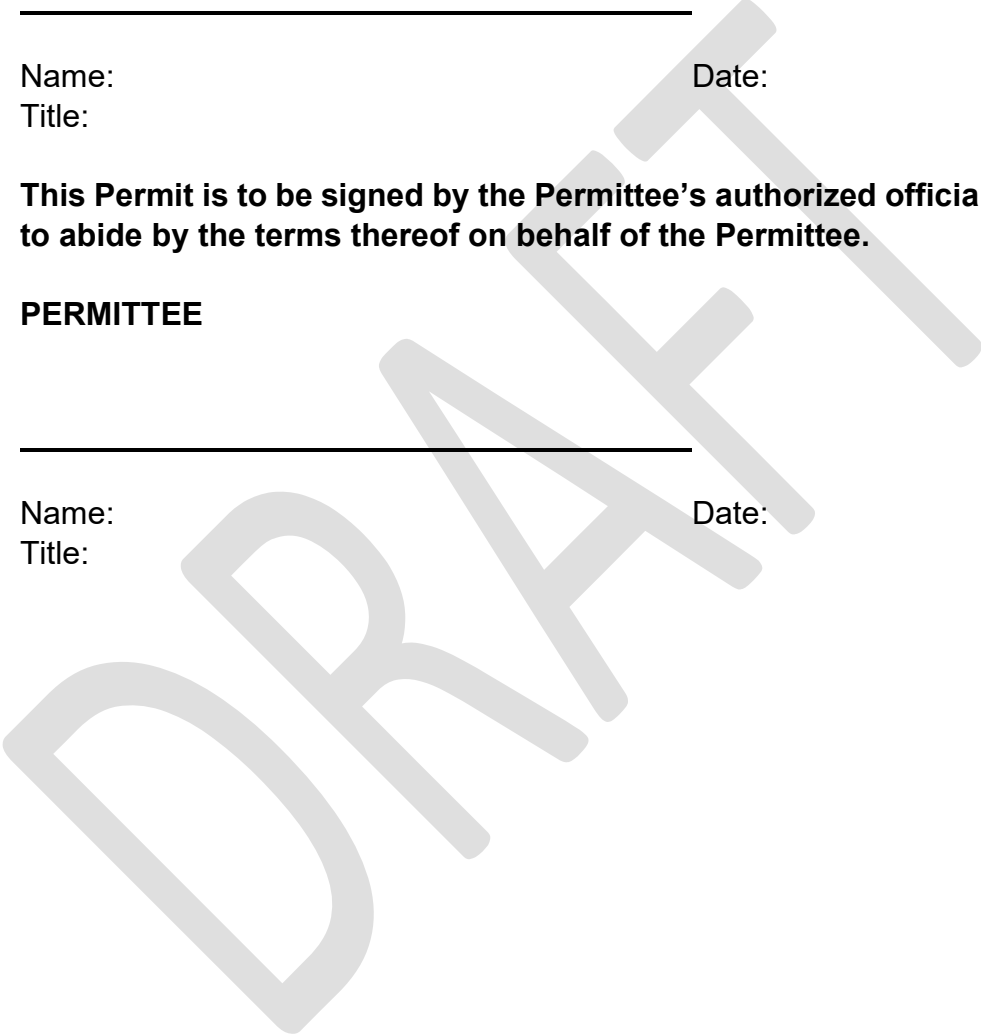 Name: Date:
Title:
This Permit is to be signed by the Permittee’s authorized officia
to abide by the terms thereof on behalf of the Permittee.
PERMITTEE
Name: Date:
Title:
DRAFT